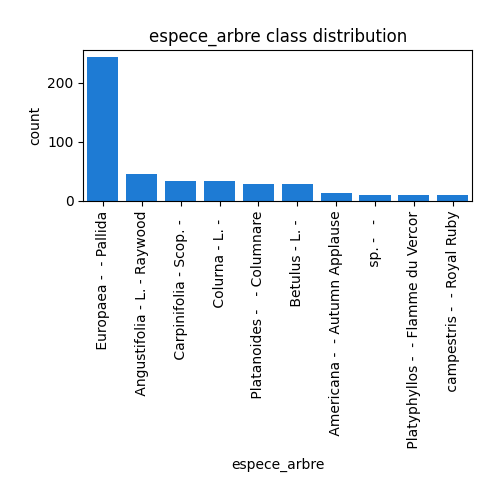 espece_arbre class distribution
count
200
100
0
Europaea -  - Pallida
Angustifolia - L. - Raywood
Carpinifolia - Scop. -
Colurna - L. -
Platanoides -  - Columnare
Betulus - L. -
Americana -  - Autumn Applause
sp. -  -
Platyphyllos -  - Flamme du Vercor
campestris -  - Royal Ruby
espece_arbre